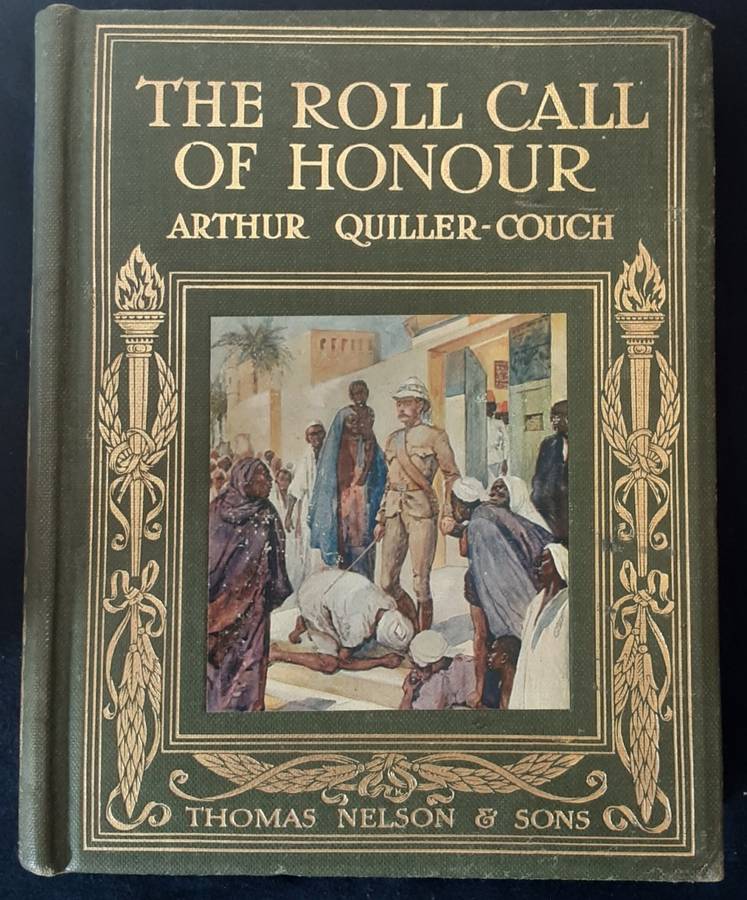 THE ROLL CALL
OF HONOUR
ARTHUR QUILLER-COUCH
THOMAS NELSON & SONS